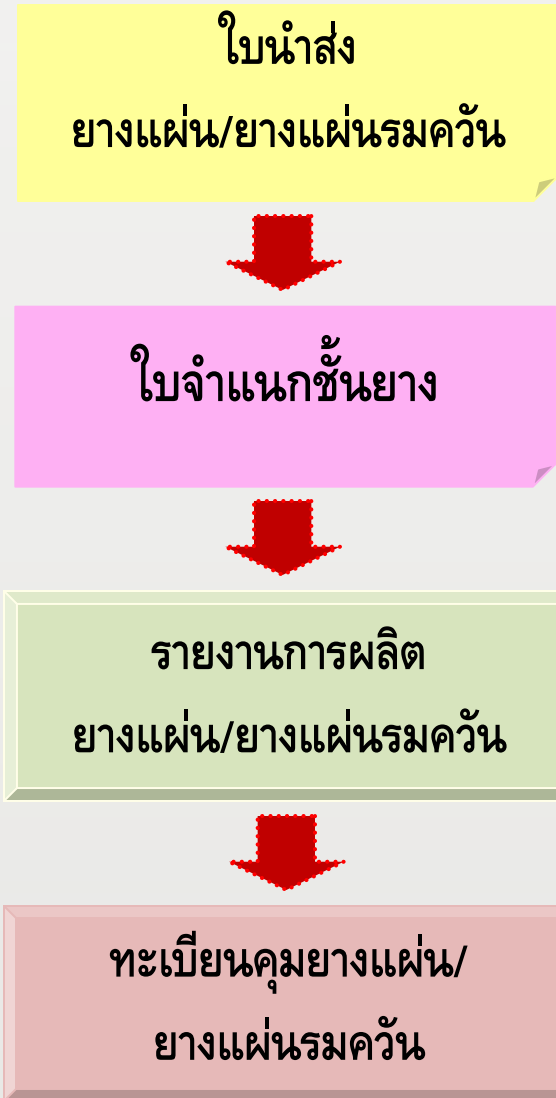 ใบนำส่ง
ยางแผ่น/ยางแผ่นรมควัน
ใบจำแนกชั้นยาง
รายงานการผลิต
ยางแผ่น/ยางแผ่นรมควัน
ทะเบียนคุมยางแผ่น/
ยางแผ่นรมควัน